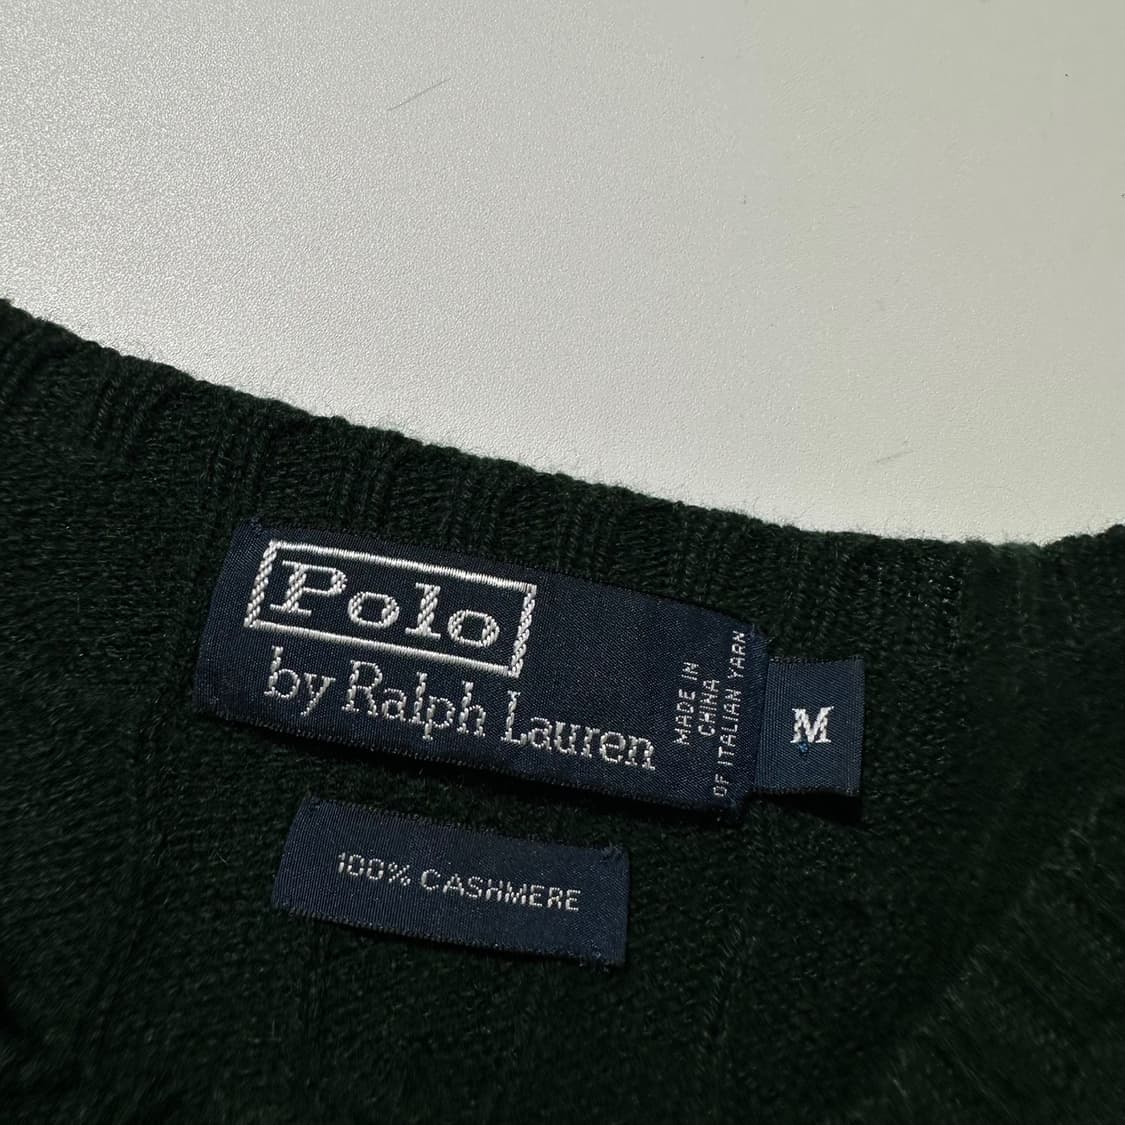 Polo
by Ralph Lauren
MADE IN
CHINA
OF ITALIAN YARN
M
100% CASHMERE